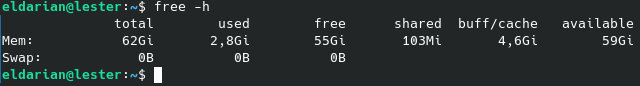 eldarian@lester:~$ free -h
total used free shared buff/cache available
Mem: 62Gi 2,8Gi 55Gi 103Mi 4,6Gi 59Gi
Swap: 0B 0B 0B
eldarian@lester:~$